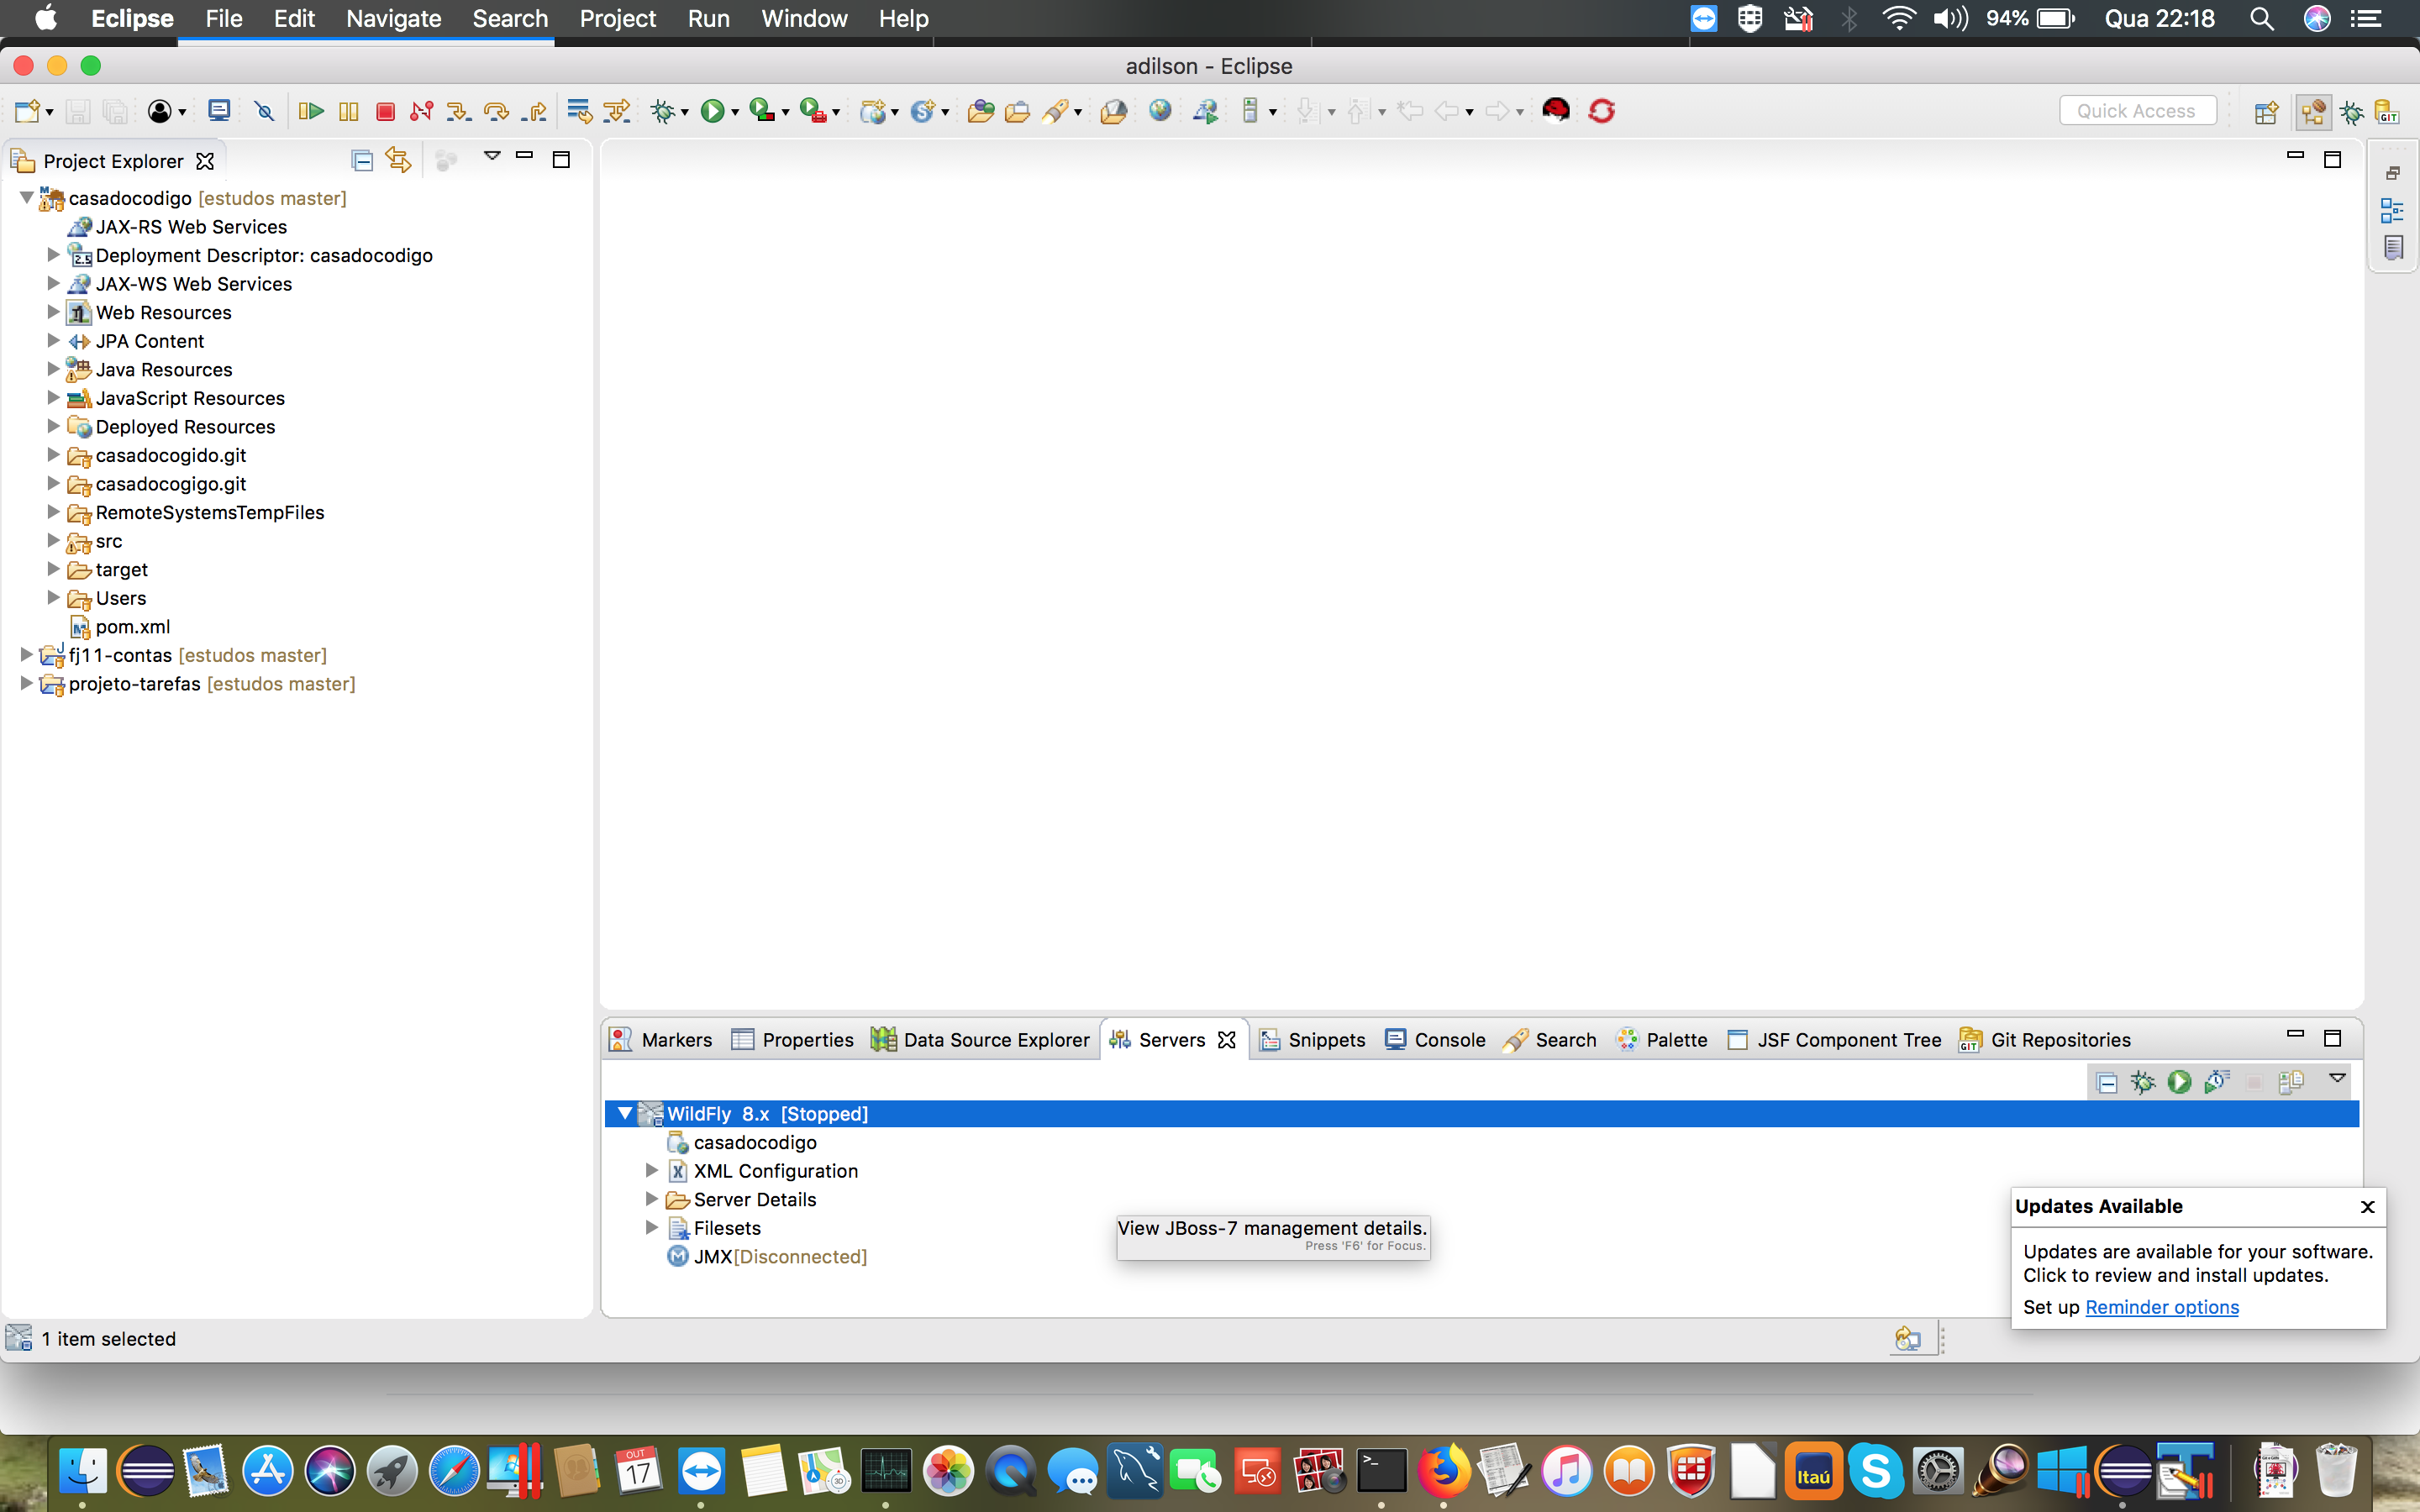 Eclipse File Edit Navigate Search Project Run Window Help 94% Qua 22:18
adilson - Eclipse
Quick Access
Project Explorer
casadocodigo [estudos master]
JAX-RS Web Services
Deployment Descriptor: casadocodigo
JAX-WS Web Services
Web Resources
JPA Content
Java Resources
JavaScript Resources
Deployed Resources
casadocogido.git
casadocogigo.git
RemoteSystemsTempFiles
src
target
Users
pom.xml
fj11-contas [estudos master]
projeto-tarefas [estudos master]
Markers Properties Data Source Explorer Servers Snippets Console Search Palette JSF Component Tree Git Repositories
WildFly 8.x [Stopped]
casadocodigo
XML Configuration
Server Details
Filesets
JMX[Disconnected]
View JBoss-7 management details.
Press 'F6' for Focus.
Updates Available
Updates are available for your software.
Click to review and install updates.
Set up Reminder options
1 item selected
OUT
17
Itaú